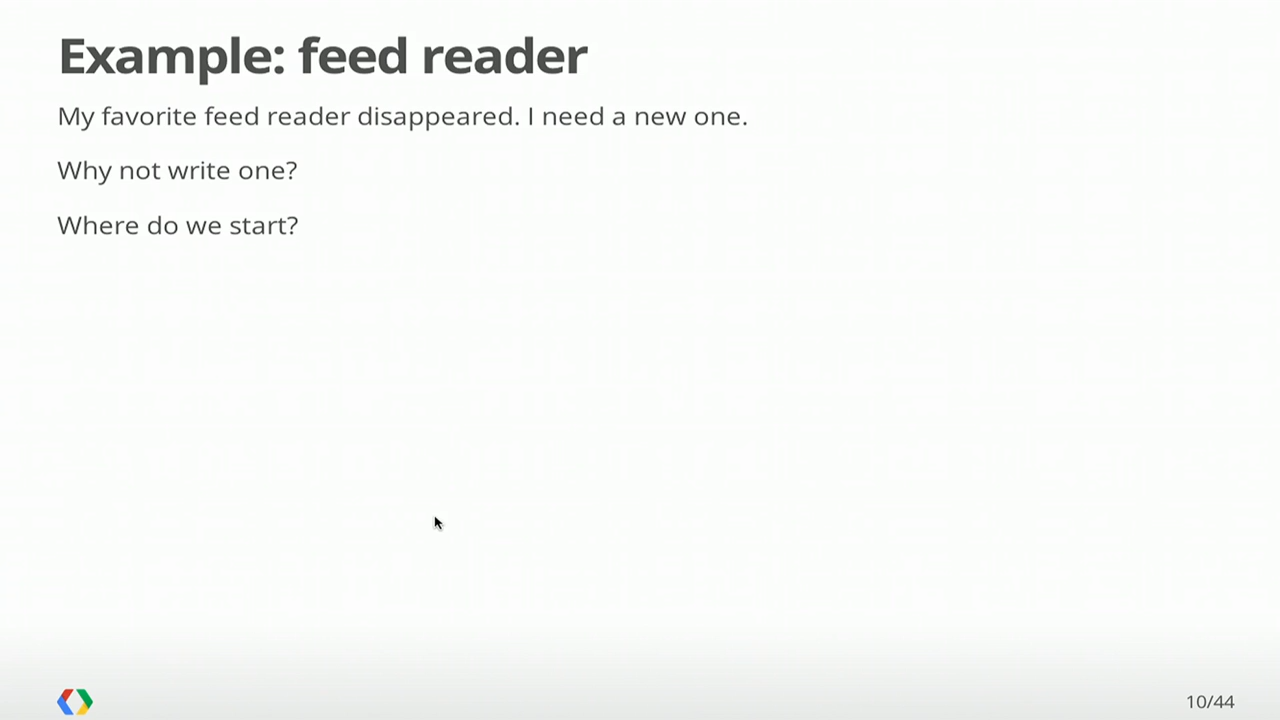 Example: feed reader
My favorite feed reader disappeared. I need a new one.
Why not write one?
Where do we start?
10/44